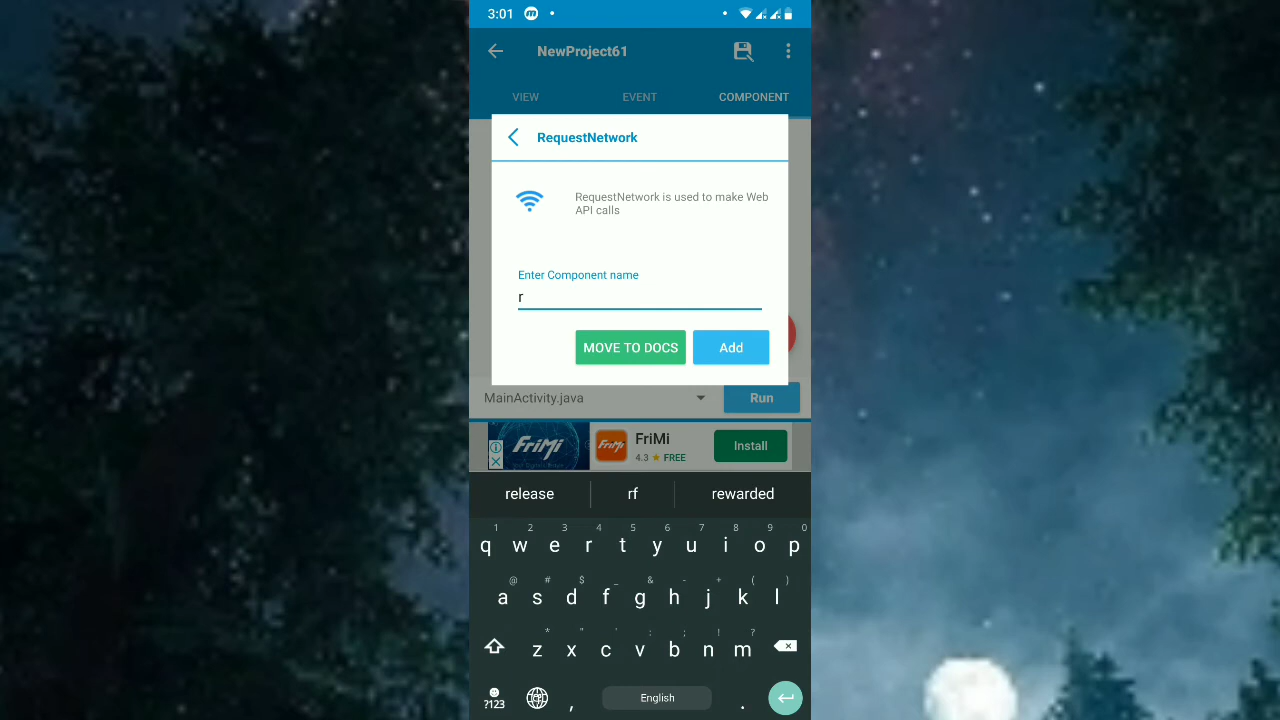 3:01
NewProject61
VIEW EVENT COMPONENT
RequestNetwork
RequestNetwork is used to make Web
API calls
Enter Component name
r
MOVE TO DOCS Add
MainActivity.java Run
FriMi FriMi FriMi Install
4.3 ★ FREE
release rf rewarded
1 2 3 4 5 6 7 8 9 0
q w e r t y u i o p
@ # $ _ & - + ( )
a s d f g h j k l
* " ' : ; ! ?
z x c v b n m
?123 , English .